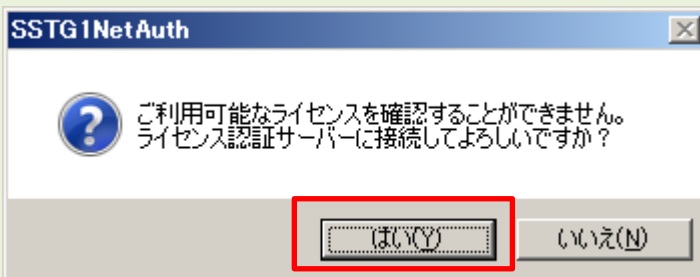 SSTG1NetAuth
ご利用可能なライセンスを確認することができません。
ライセンス認証サーバーに接続してよろしいですか？
はい(Y)
いいえ(N)